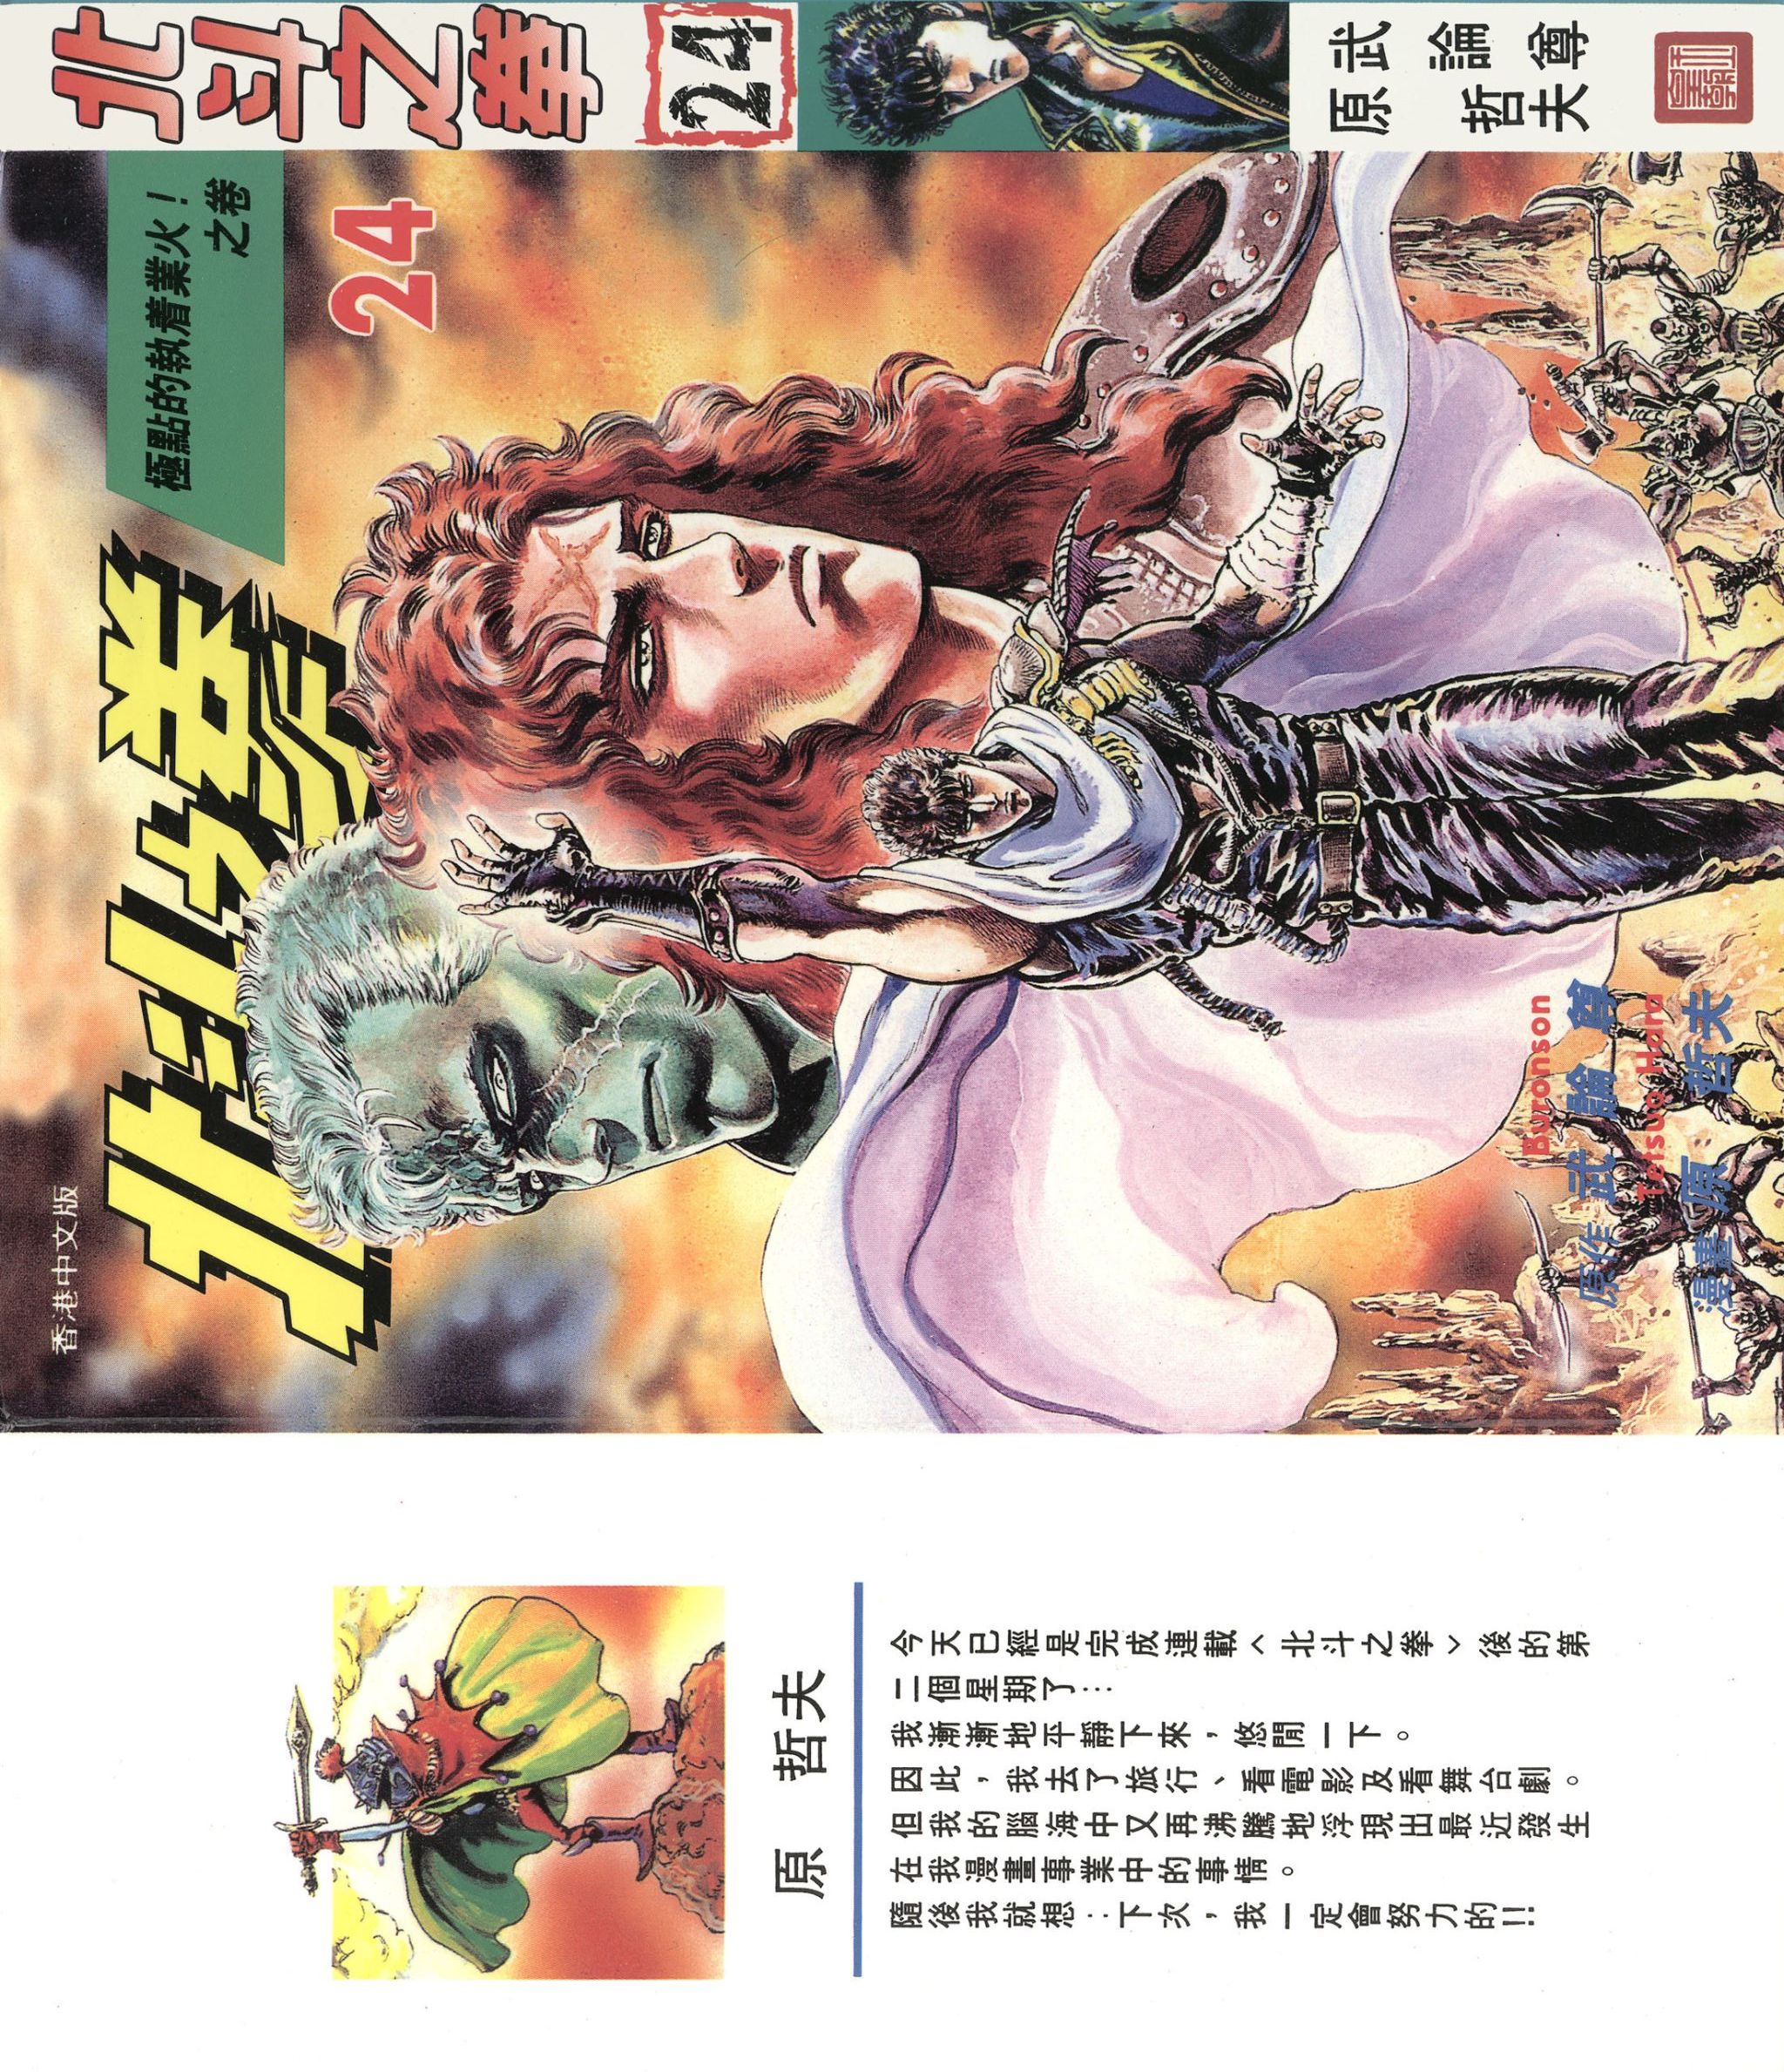 北斗之拳
24
武論尊
原哲夫
香港中文版
北斗之拳
極點的執着業火！
之卷
24
Buronson
原作 武論尊
Tetsuo Hara
漫畫 原哲夫
原哲夫
今天已經是完成連載＜北斗之拳＞後的第
二個星期了…
我漸漸地平靜下來，悠閒一下。
因此，我去了旅行、看電影及看舞台劇。
但我的腦海中又再沸騰地浮現出最近發生
在我漫畫事業中的事情。
隨後我就想…下次，我一定會努力的!!